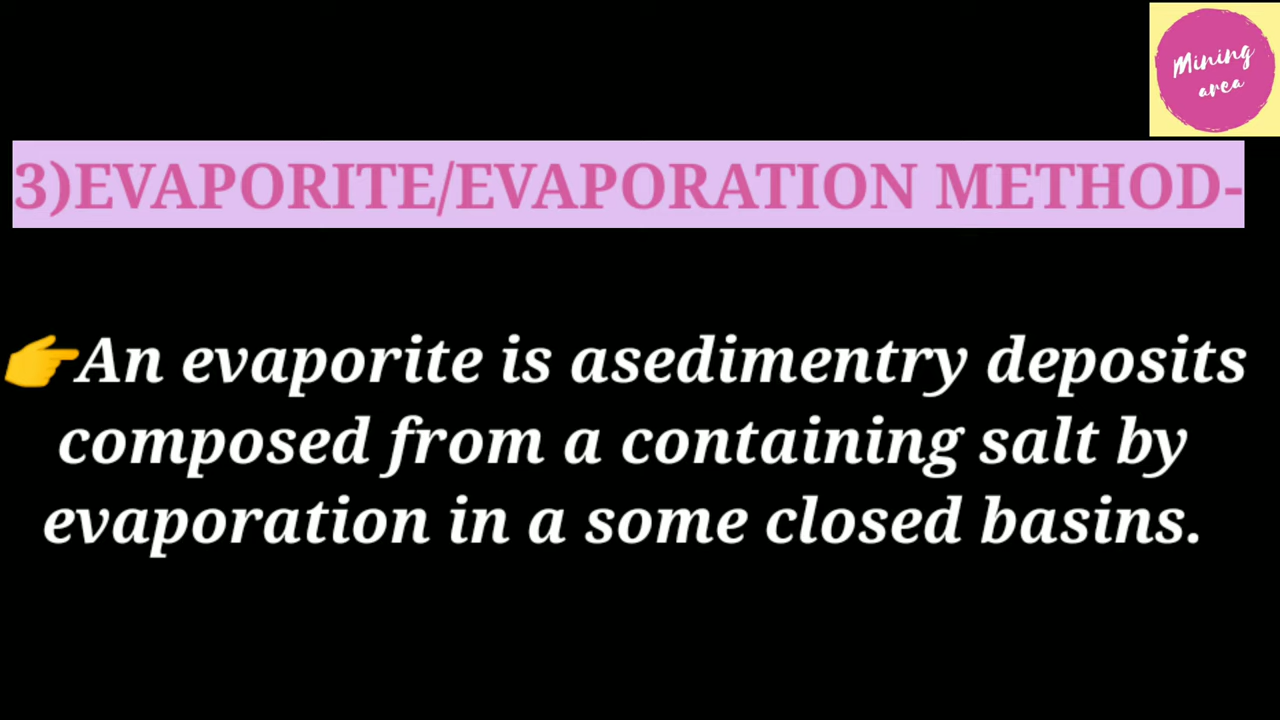 Mining
area
3)EVAPORITE/EVAPORATION METHOD-
👉An evaporite is asedimentry deposits
composed from a containing salt by
evaporation in a some closed basins.